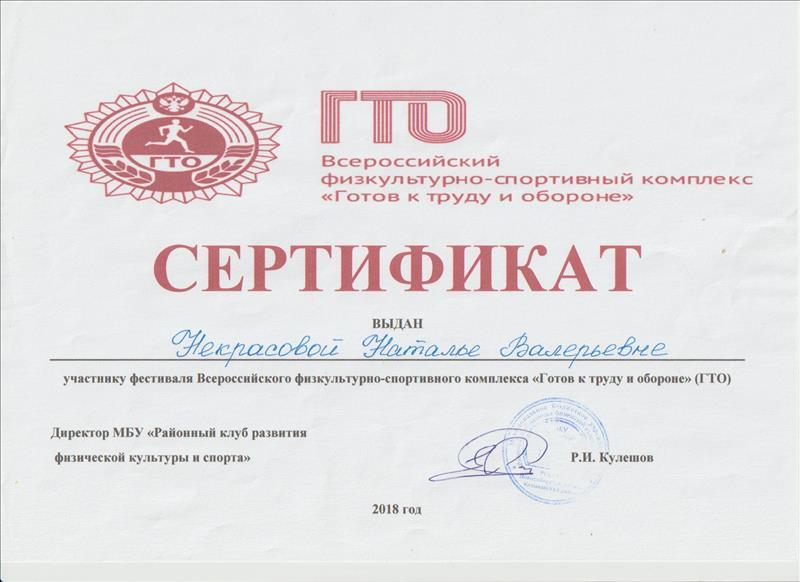 ГТО
ГТО
Всероссийский
физкультурно-спортивный комплекс
«Готов к труду и обороне»
СЕРТИФИКАТ
ВЫДАН
Некрасовой Наталье Валерьевне
участнику фестиваля Всероссийского физкультурно-спортивного комплекса «Готов к труду и обороне» (ГТО)
Директор МБУ «Районный клуб развития
физической культуры и спорта»
Р.И. Кулешов
2018 год